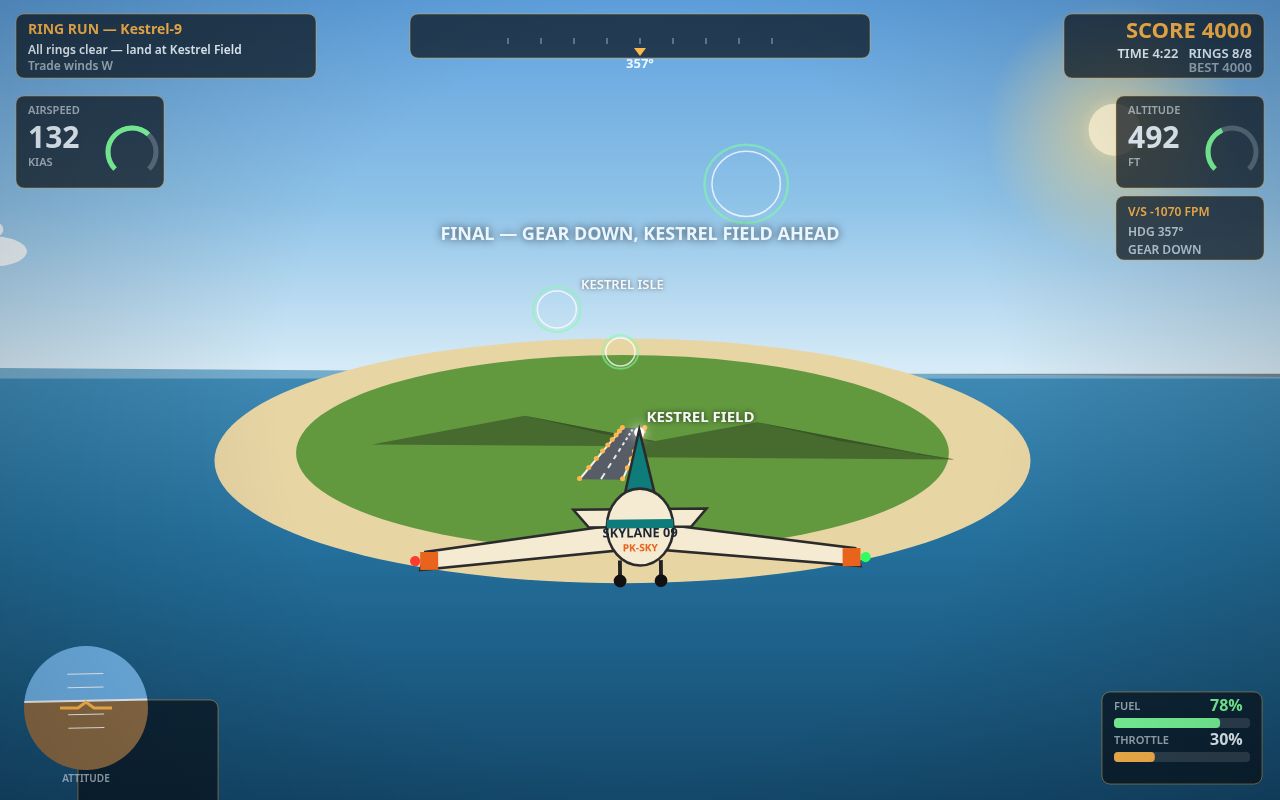 RING RUN — Kestrel-9
All rings clear — land at Kestrel Field
Trade winds W
357°
SCORE 4000
TIME 4:22 RINGS 8/8
BEST 4000
AIRSPEED
132
KIAS
ALTITUDE
492
FT
V/S -1070 FPM
HDG 357°
GEAR DOWN
FINAL — GEAR DOWN, KESTREL FIELD AHEAD
KESTREL ISLE
KESTREL FIELD
SKYLANE 09
PK-SKY
ATTITUDE
FUEL 78%
THROTTLE 30%